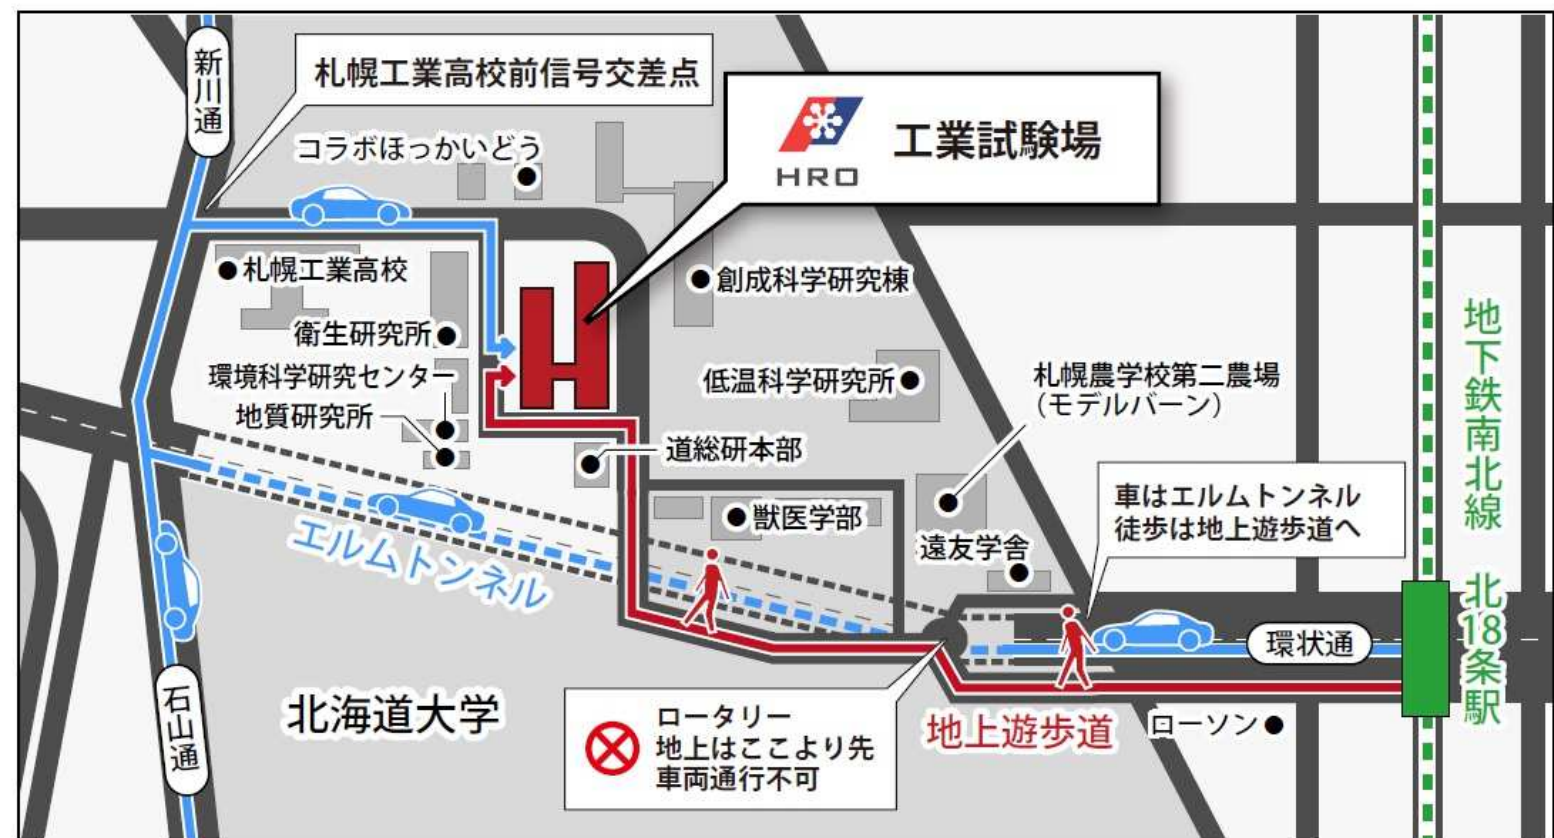 新川通
札幌工業高校前信号交差点
コラボほっかいどう
HRO
工業試験場
札幌工業高校
創成科学研究棟
衛生研究所
環境科学研究センター
地質研究所
低温科学研究所
札幌農学校第二農場
（モデルバーン）
道総研本部
獣医学部
遠友学舎
車はエルムトンネル
徒歩は地上遊歩道へ
エルムトンネル
地下鉄南北線 北18条駅
環状通
石山通
北海道大学
ロータリー
地上はここより先
車両通行不可
地上遊歩道
ローソン